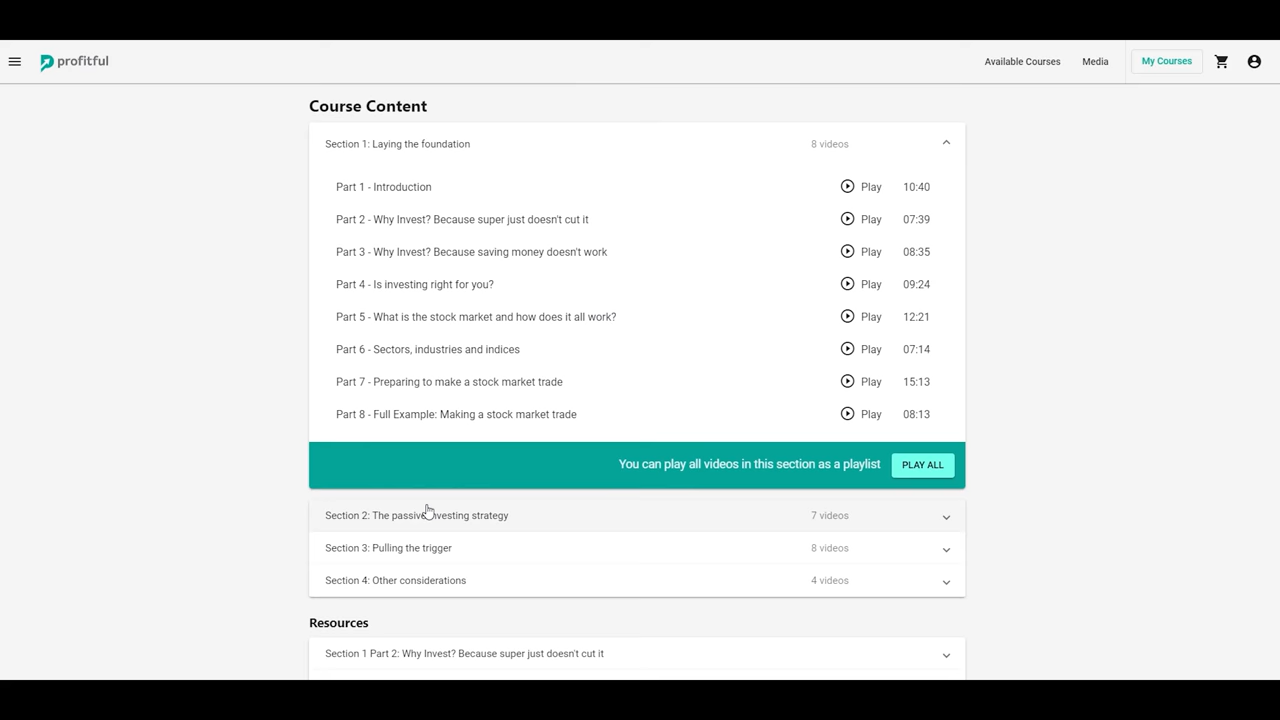 profitful
Available Courses
Media
My Courses
Course Content
Section 1: Laying the foundation 8 videos
Part 1 - Introduction Play 10:40
Part 2 - Why Invest? Because super just doesn't cut it Play 07:39
Part 3 - Why Invest? Because saving money doesn't work Play 08:35
Part 4 - Is investing right for you? Play 09:24
Part 5 - What is the stock market and how does it all work? Play 12:21
Part 6 - Sectors, industries and indices Play 07:14
Part 7 - Preparing to make a stock market trade Play 15:13
Part 8 - Full Example: Making a stock market trade Play 08:13
You can play all videos in this section as a playlist PLAY ALL
Section 2: The passive investing strategy 7 videos
Section 3: Pulling the trigger 8 videos
Section 4: Other considerations 4 videos
Resources
Section 1 Part 2: Why Invest? Because super just doesn't cut it